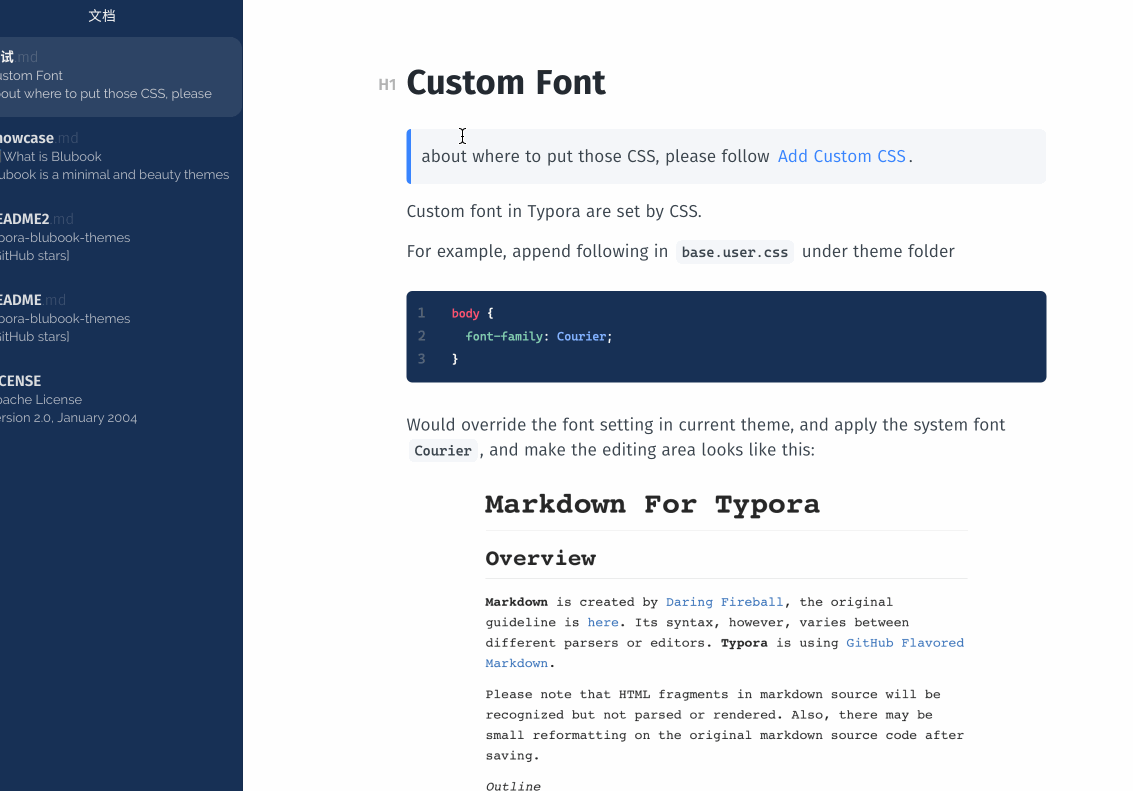 文档
试.md
ustom Font
bout where to put those CSS, please
howcase.md
What is Blubook
ubook is a minimal and beauty themes
EADME2.md
pora-blubook-themes
GitHub stars]
EADME.md
pora-blubook-themes
GitHub stars]
CENSE
pache License
ersion 2.0, January 2004
H1 Custom Font
about where to put those CSS, please follow Add Custom CSS.
Custom font in Typora are set by CSS.
For example, append following in base.user.css under theme folder
1 body {
2 font-family: Courier;
3 }
Would override the font setting in current theme, and apply the system font
Courier, and make the editing area looks like this:
Markdown For Typora
Overview
Markdown is created by Daring Fireball, the original
guideline is here. Its syntax, however, varies between
different parsers or editors. Typora is using GitHub Flavored
Markdown.
Please note that HTML fragments in markdown source will be
recognized but not parsed or rendered. Also, there may be
small reformatting on the original markdown source code after
saving.
Outline